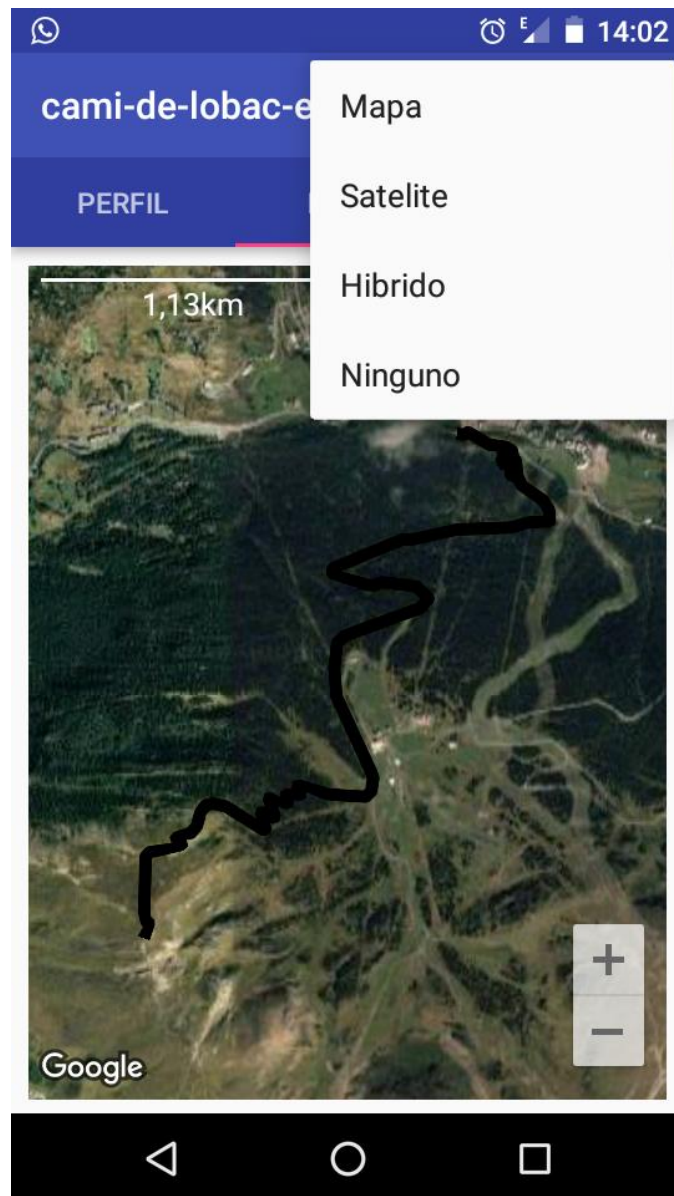 E
14:02
cami-de-lobac-e
Mapa
PERFIL
Satelite
Hibrido
1,13km
Ninguno
+
−
Google